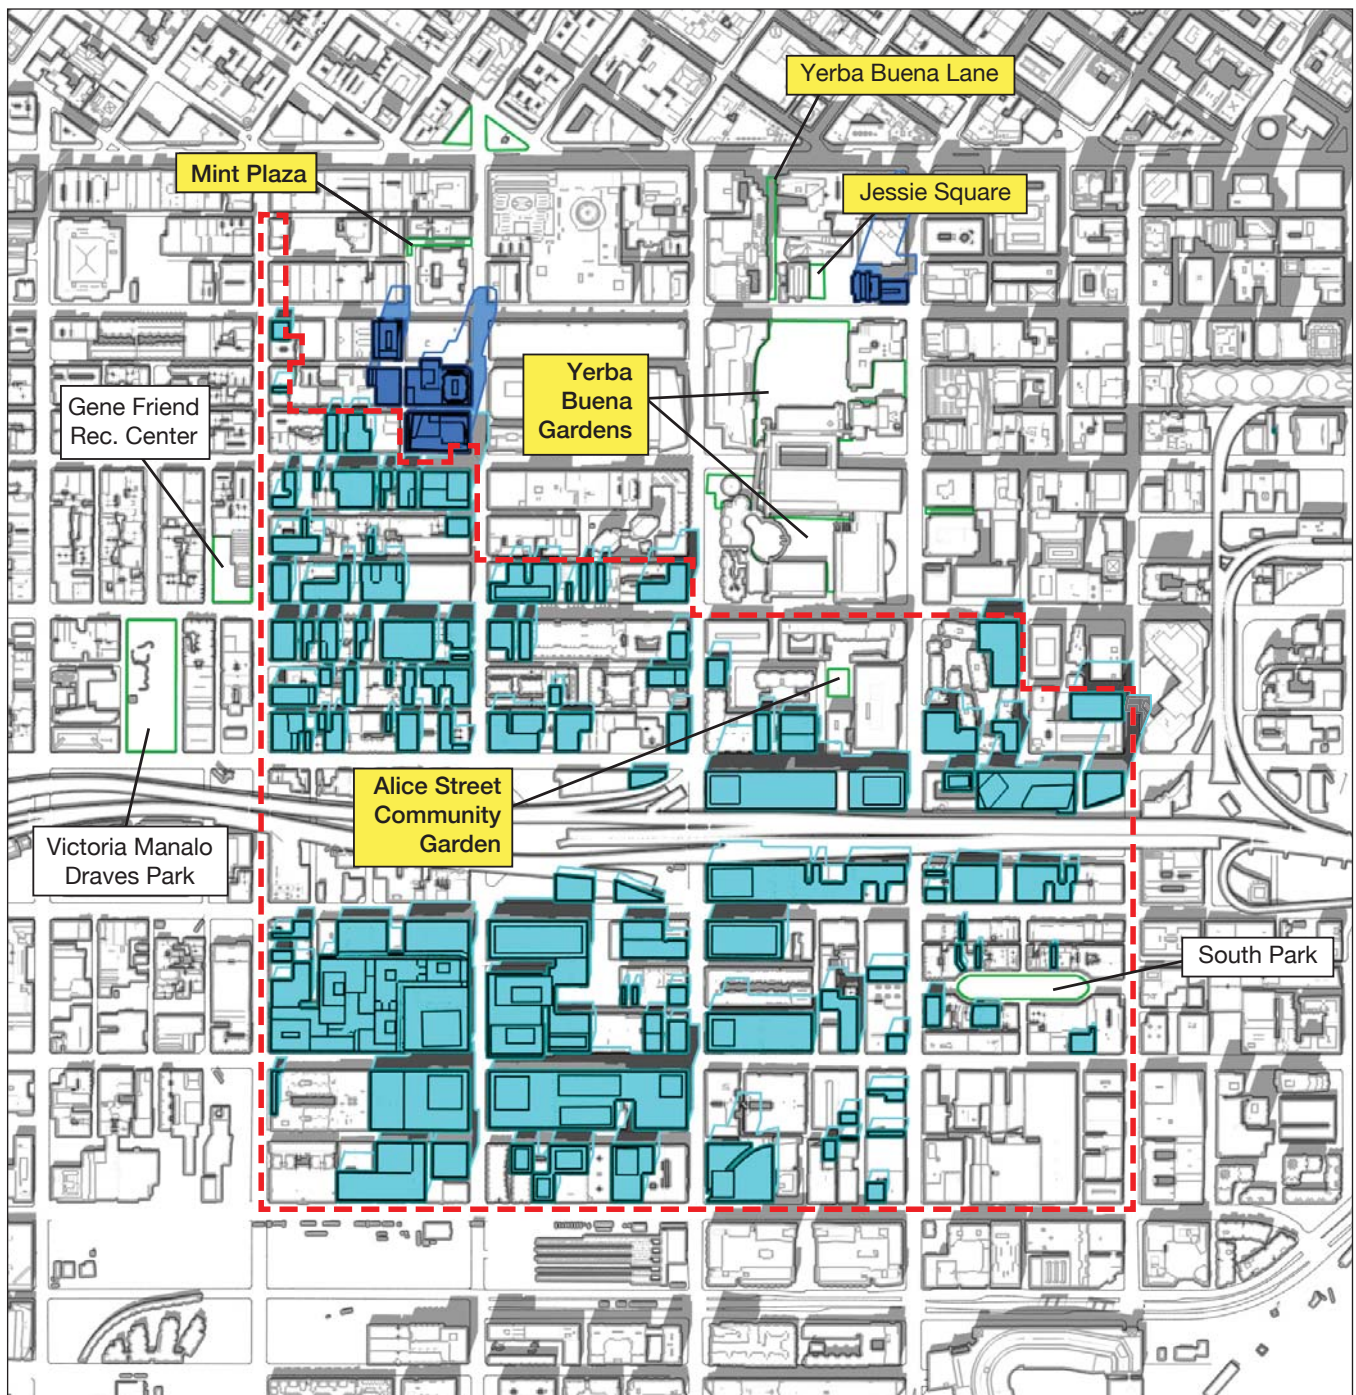 Yerba Buena Lane
Mint Plaza
Jessie Square
Yerba
Buena
Gardens
Gene Friend
Rec. Center
Alice Street
Community
Garden
Victoria Manalo
Draves Park
South Park